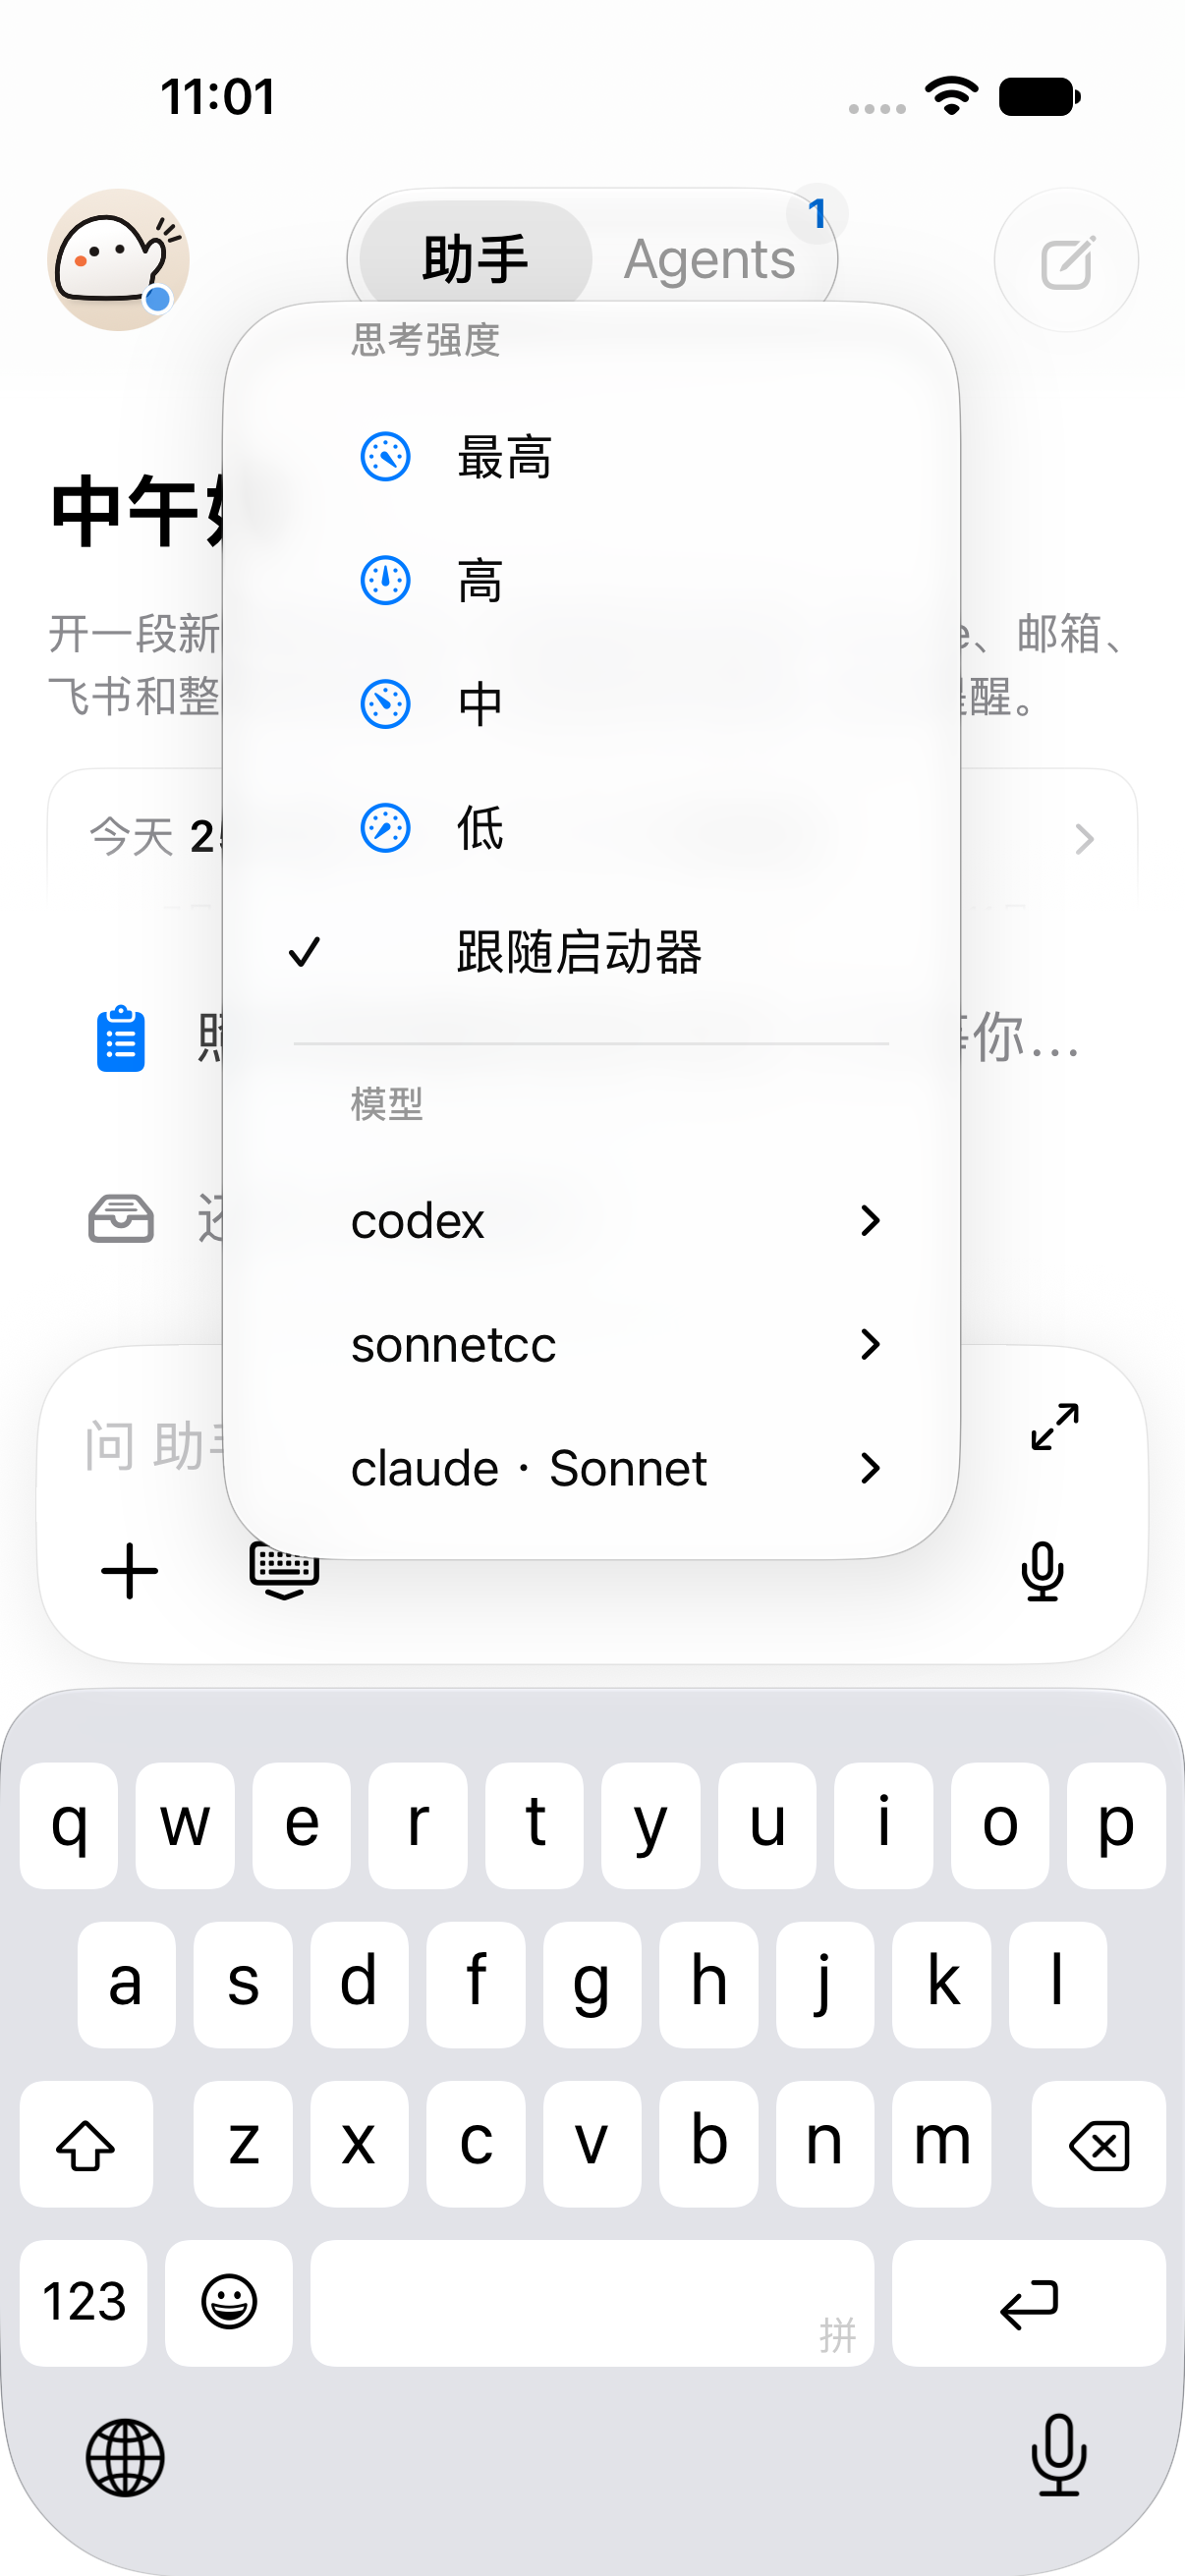 11:01
助手
Agents
1
思考强度
最高
中午
高
开一段新
、邮箱、
中
飞书和整
醒。
低
今天 2
跟随启动器
你...
模型
codex
sonnetcc
问 助
claude · Sonnet
q w e r t y u i o p
a s d f g h j k l
z x c v b n m
123
拼